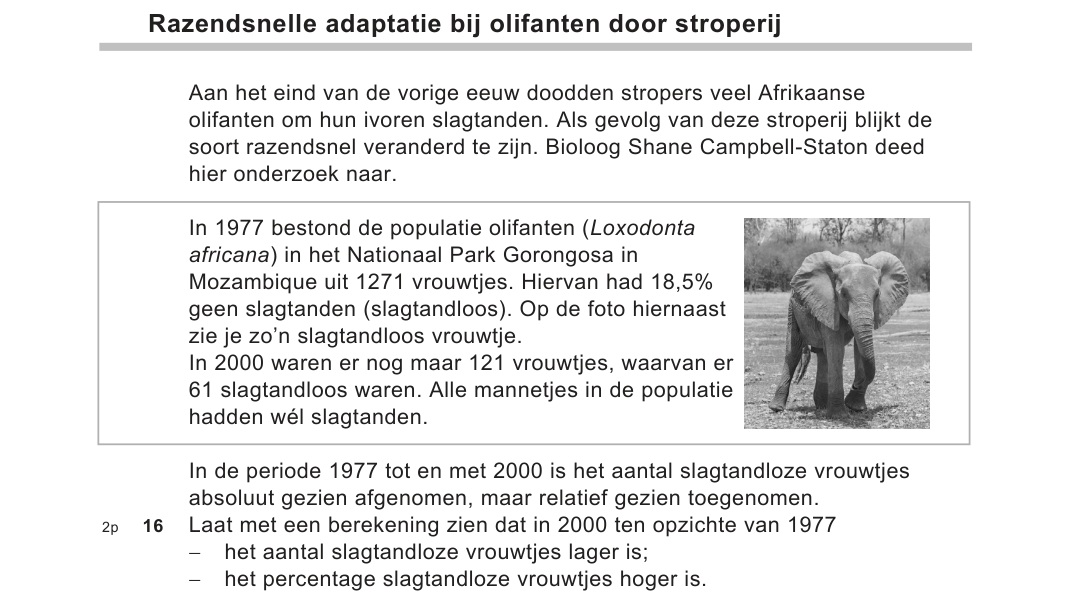 Razendsnelle adaptatie bij olifanten door stroperij
Aan het eind van de vorige eeuw doodden stropers veel Afrikaanse
olifanten om hun ivoren slagtanden. Als gevolg van deze stroperij blijkt de
soort razendsnel veranderd te zijn. Bioloog Shane Campbell-Staton deed
hier onderzoek naar.
In 1977 bestond de populatie olifanten (Loxodonta
africana) in het Nationaal Park Gorongosa in
Mozambique uit 1271 vrouwtjes. Hiervan had 18,5%
geen slagtanden (slagtandloos). Op de foto hiernaast
zie je zo’n slagtandloos vrouwtje.
In 2000 waren er nog maar 121 vrouwtjes, waarvan er
61 slagtandloos waren. Alle mannetjes in de populatie
hadden wél slagtanden.
In de periode 1977 tot en met 2000 is het aantal slagtandloze vrouwtjes
absoluut gezien afgenomen, maar relatief gezien toegenomen.
2p 16 Laat met een berekening zien dat in 2000 ten opzichte van 1977
– het aantal slagtandloze vrouwtjes lager is;
– het percentage slagtandloze vrouwtjes hoger is.